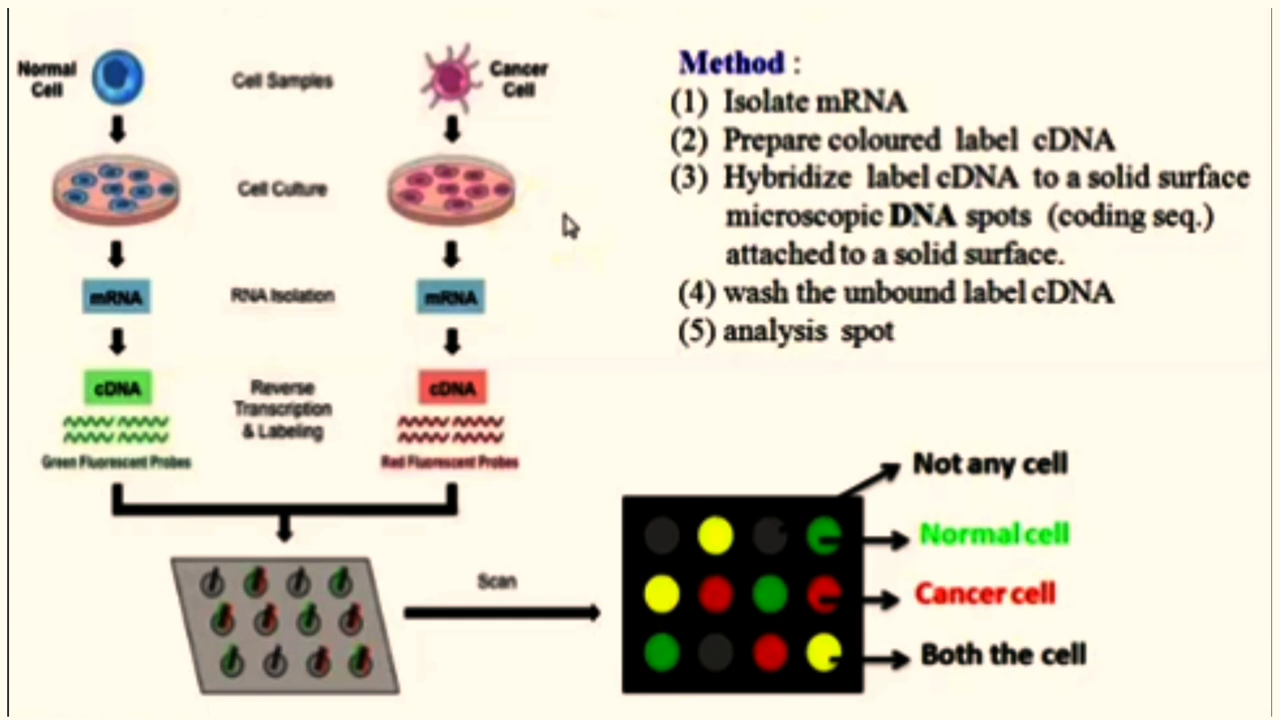 Normal
Cell
Cell Samples
Cancer
Cell
Cell Culture
mRNA
RNA Isolation
mRNA
cDNA
Reverse
Transcription
& Labeling
cDNA
Green Fluorescent Probes
Red Fluorescent Probes
Scan
Method :
(1) Isolate mRNA
(2) Prepare coloured label cDNA
(3) Hybridize label cDNA to a solid surface
microscopic DNA spots (coding seq.)
attached to a solid surface.
(4) wash the unbound label cDNA
(5) analysis spot
Not any cell
Normal cell
Cancer cell
Both the cell